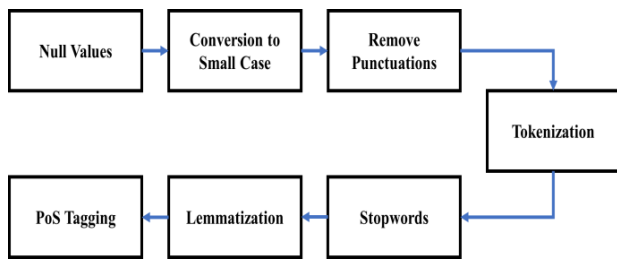 Null Values
Conversion to
Small Case
Remove
Punctuations
Tokenization
Stopwords
Lemmatization
PoS Tagging